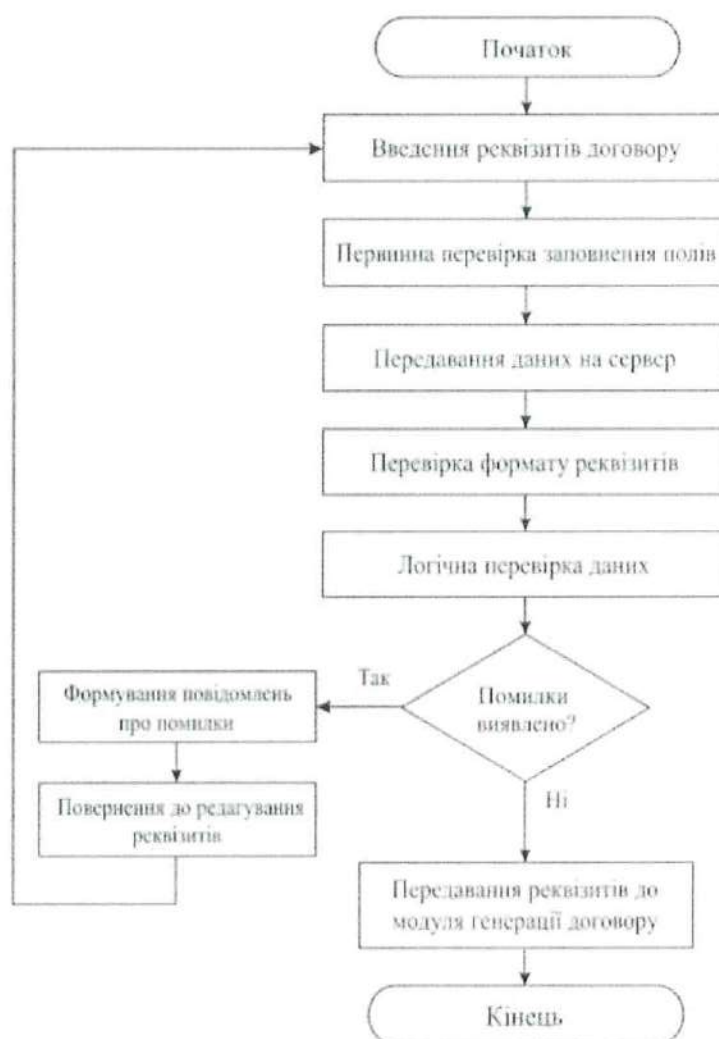 Початок
Введення реквізитів договору
Первинна перевірка заповнення полів
Передавання даних на сервер
Перевірка формату реквізитів
Логічна перевірка даних
Помилки
виявлено?
Так
Формування повідомлень
про помилки
Повернення до редагування
реквізитів
Ні
Передавання реквізитів до
модуля генерації договору
Кінець